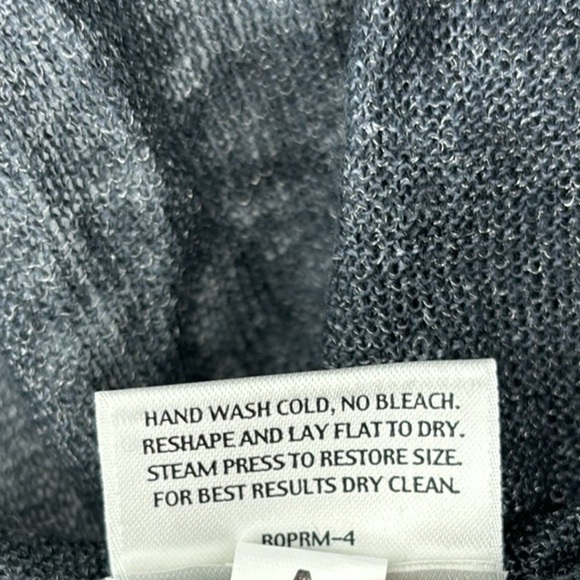 HAND WASH COLD, NO BLEACH.
RESHAPE AND LAY FLAT TO DRY.
STEAM PRESS TO RESTORE SIZE.
FOR BEST RESULTS DRY CLEAN.
ROPRM-4